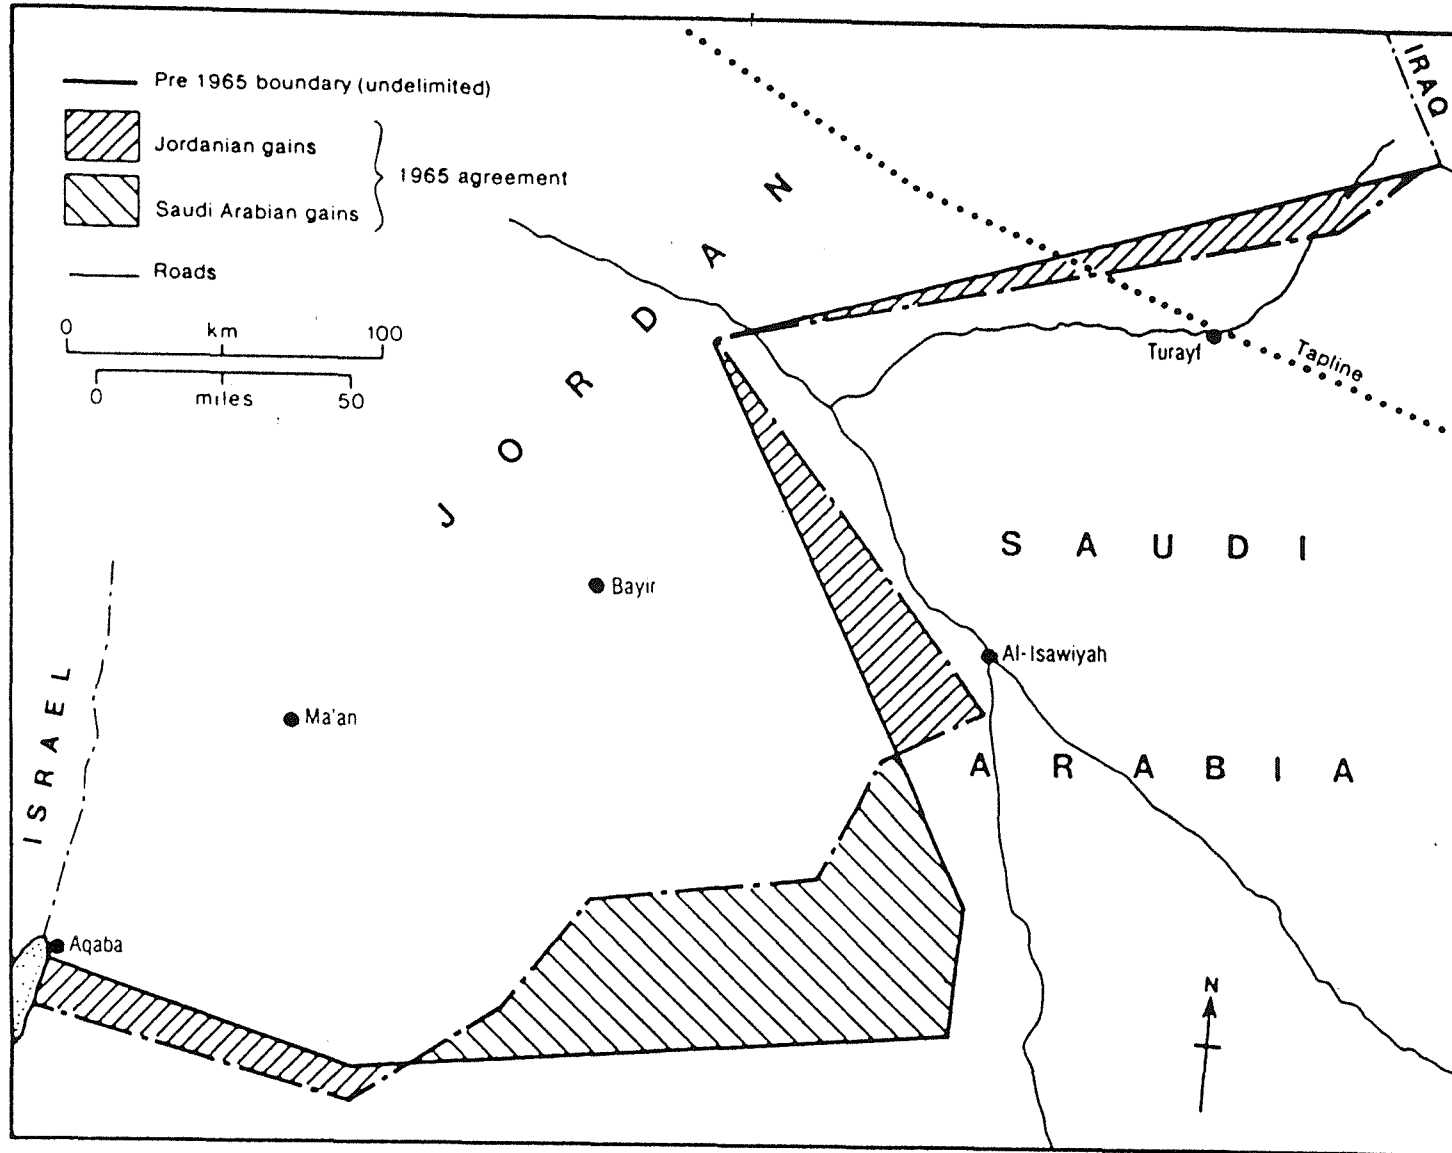 Pre 1965 boundary (undelimited)
Jordanian gains
1965 agreement
Saudi Arabian gains
Roads
0 km 100
0 miles 50
IRAQ
JORDAN
Turayf
Tapline
SAUDI
Bayir
Al-Isawiyah
Ma'an
ARABIA
ISRAEL
Aqaba
N